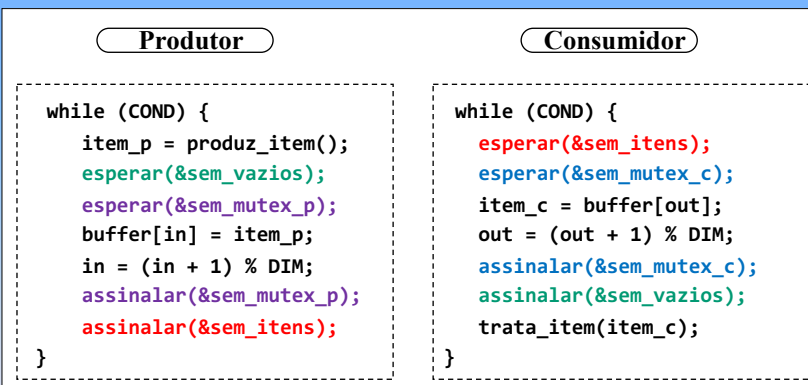 Produtor
while (COND) {
item_p = produz_item();
esperar(&sem_vazios);
esperar(&sem_mutex_p);
buffer[in] = item_p;
in = (in + 1) % DIM;
assinalar(&sem_mutex_p);
assinalar(&sem_itens);
}
Consumidor
while (COND) {
esperar(&sem_itens);
esperar(&sem_mutex_c);
item_c = buffer[out];
out = (out + 1) % DIM;
assinalar(&sem_mutex_c);
assinalar(&sem_vazios);
trata_item(item_c);
}